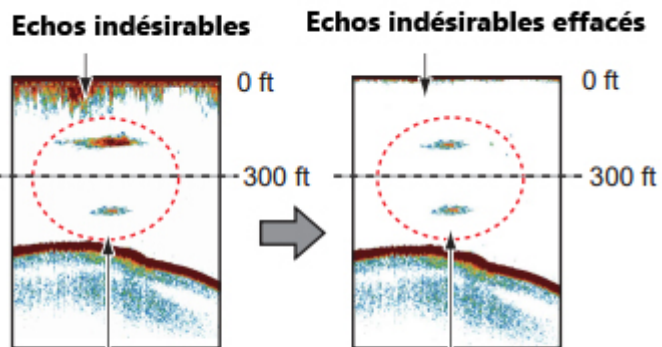 Echos indésirables
Echos indésirables effacés
0 ft
0 ft
300 ft
300 ft